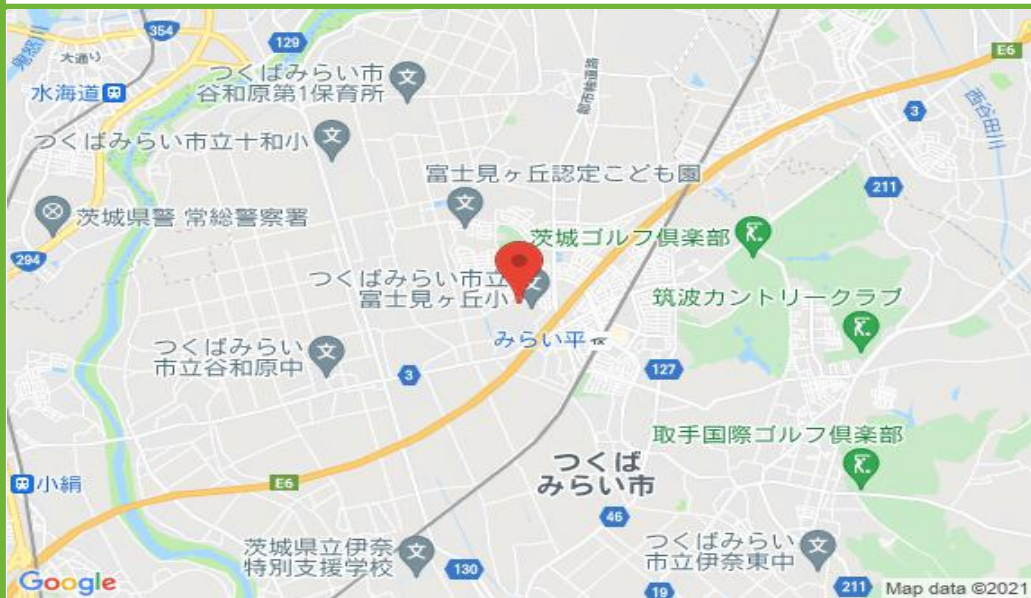 354
129
E6
大通り
鬼怒川
つくばみらい市
谷和原第1保育所
水海道
3
西谷田川
つくばみらい市立十和小
富士見ヶ丘認定こども園
211
茨城県警 常総警察署
茨城ゴルフ倶楽部
294
つくばみらい市立
富士見ヶ丘小
筑波カントリークラブ
みらい平
つくばみらい
市立谷和原中
3
127
取手国際ゴルフ倶楽部
つくば
みらい市
小絹
E6
46
茨城県立伊奈
特別支援学校
つくばみらい
市立伊奈東中
130
19
211
Google
Map data ©2021